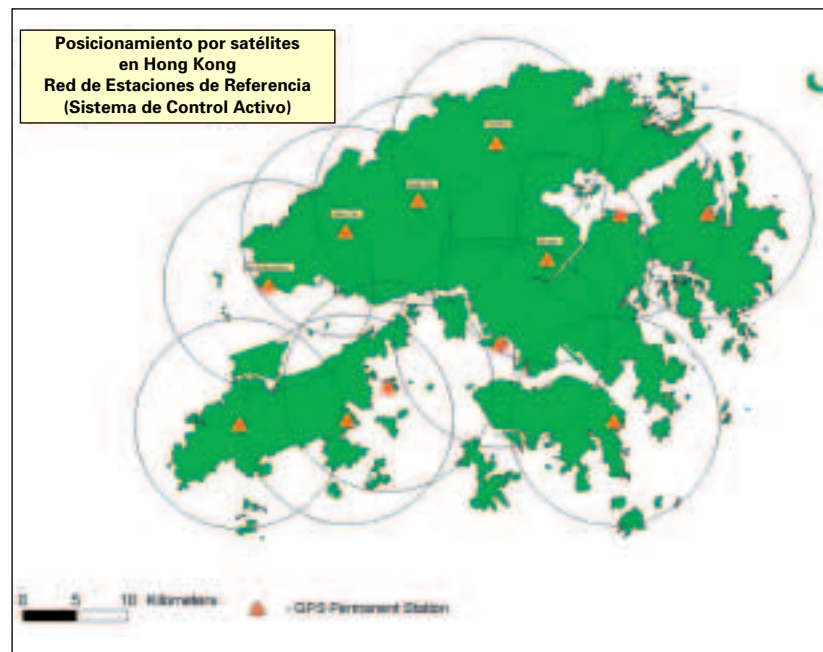 Posicionamiento por satélites
en Hong Kong
Red de Estaciones de Referencia
(Sistema de Control Activo)
0 5 10 Kilometers
- GPS Permanent Station